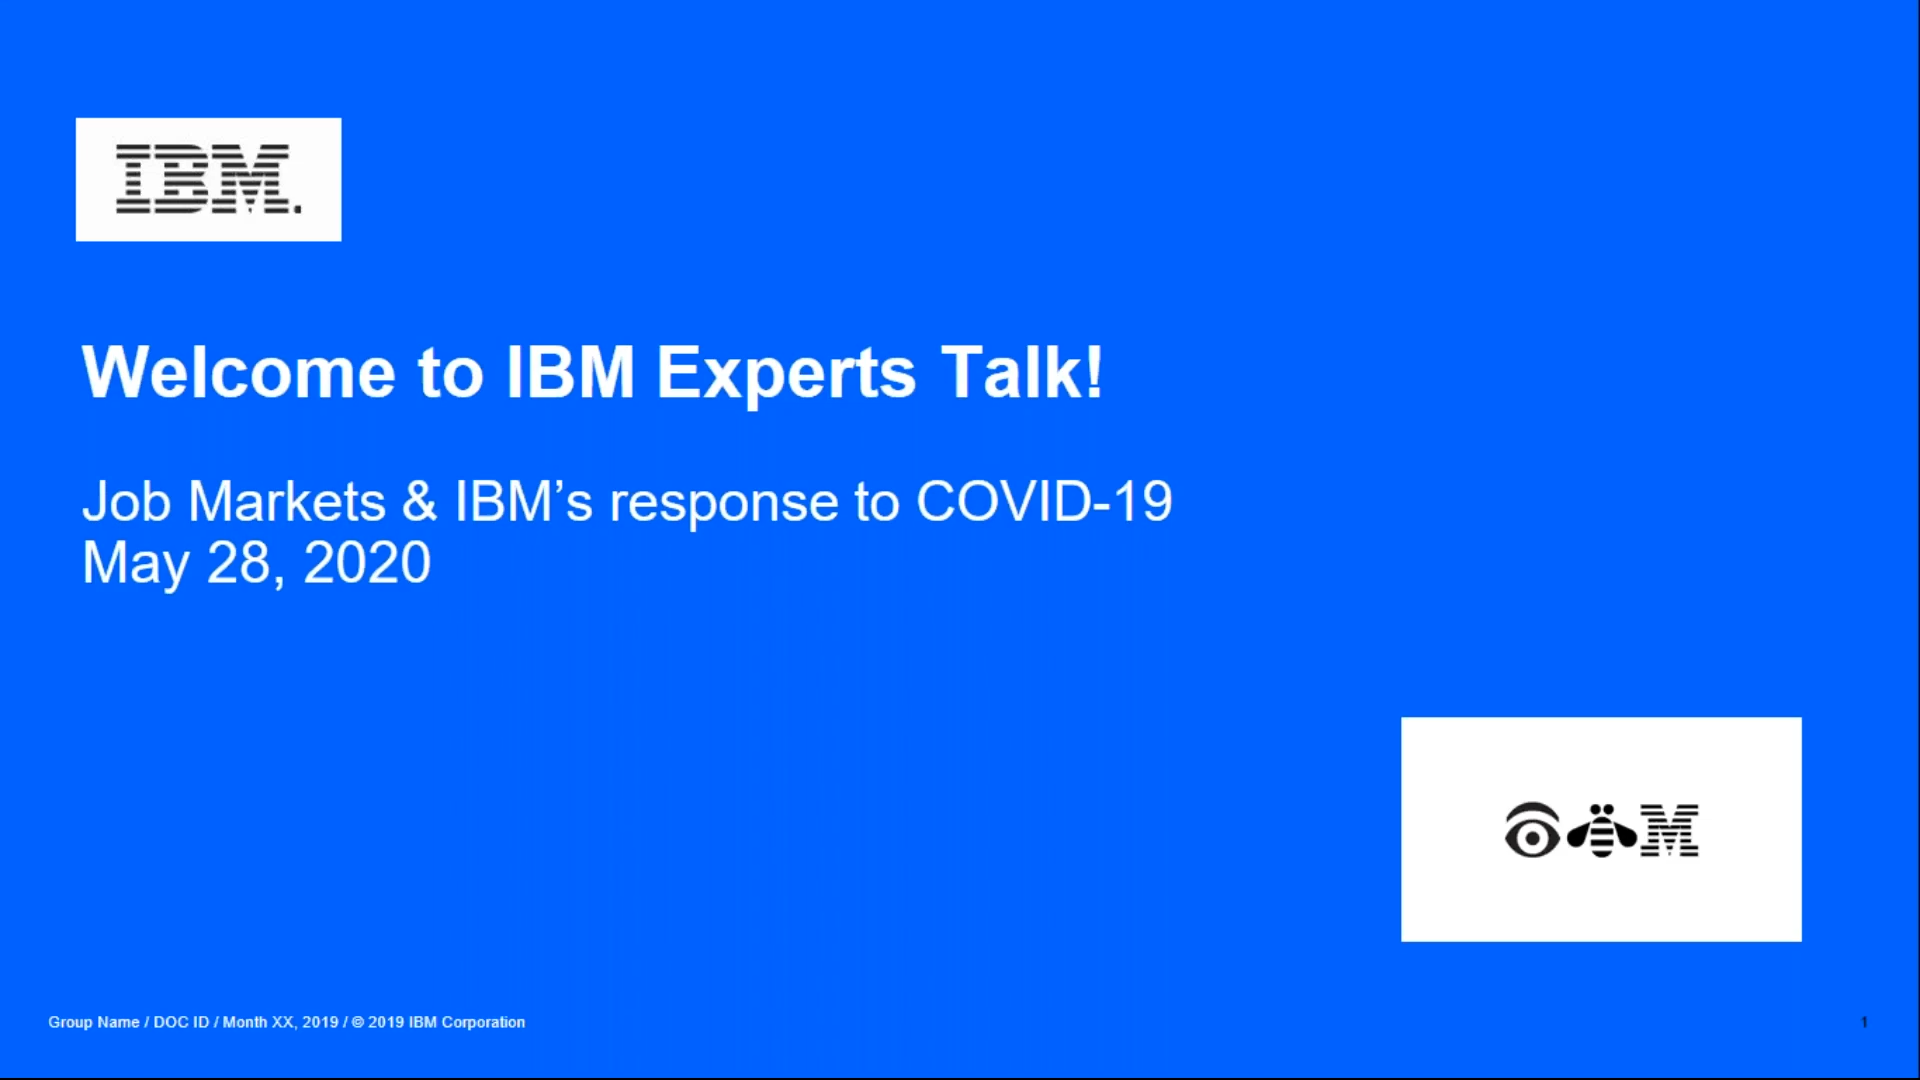 IBM.
Welcome to IBM Experts Talk!
Job Markets & IBM’s response to COVID-19
May 28, 2020
M
Group Name / DOC ID / Month XX, 2019 / © 2019 IBM Corporation
1